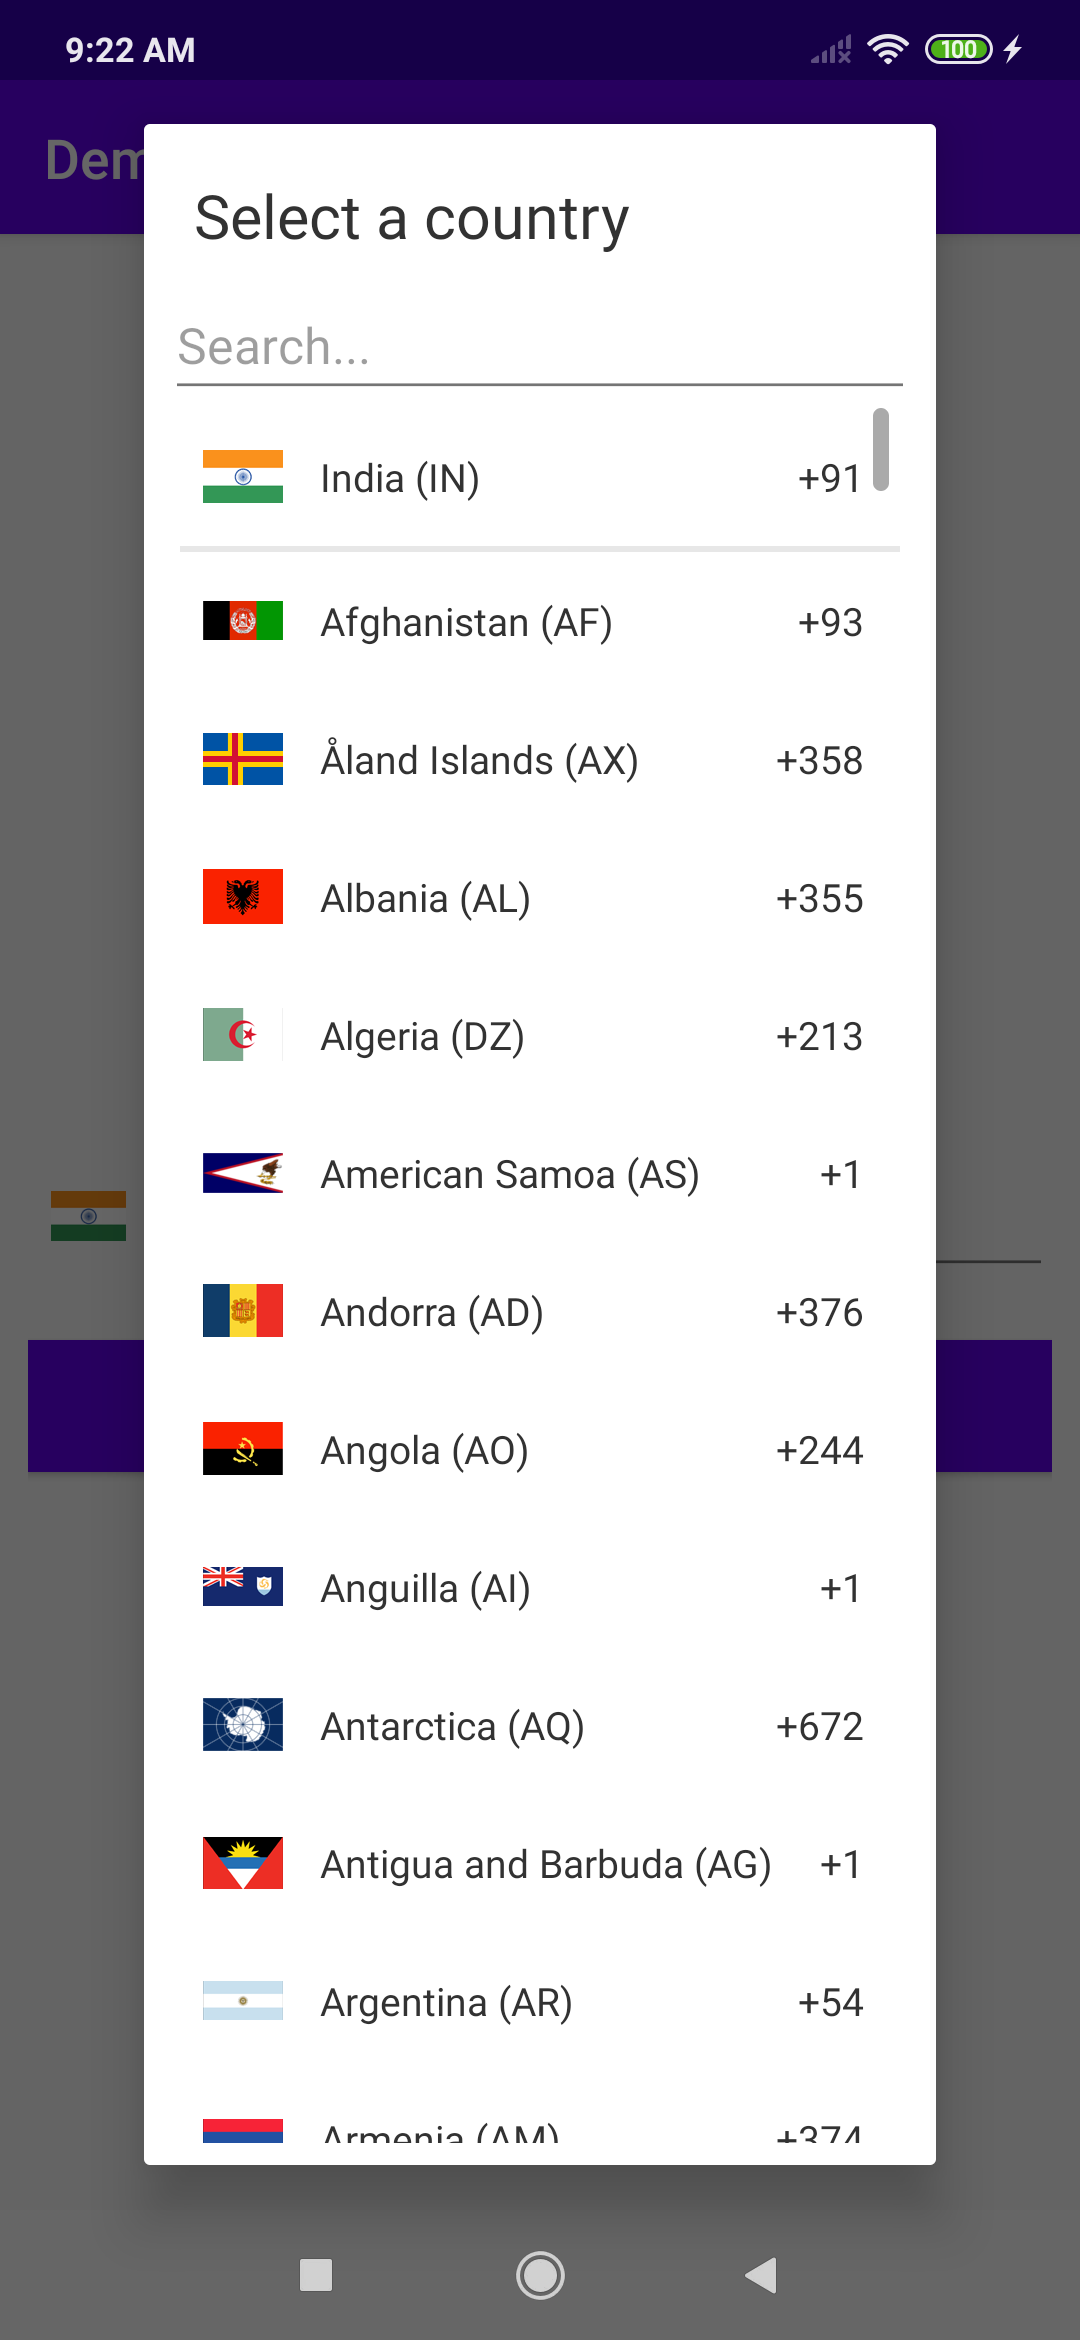 9:22 AM
100
Dem
Select a country
Search...
India (IN) +91
Afghanistan (AF) +93
Åland Islands (AX) +358
Albania (AL) +355
Algeria (DZ) +213
American Samoa (AS) +1
Andorra (AD) +376
Angola (AO) +244
Anguilla (AI) +1
Antarctica (AQ) +672
Antigua and Barbuda (AG) +1
Argentina (AR) +54
Armenia (AM) +374